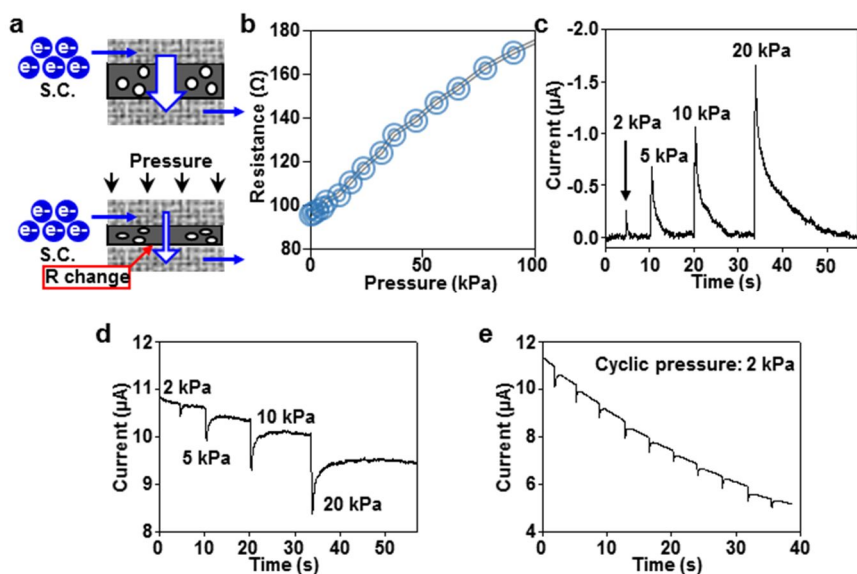 a
e- e-
e- e- e-
S.C.
Pressure
e- e-
e- e- e-
S.C.
R change
b
Resistance (Ω)
180
160
140
120
100
80
0 50 100
Pressure (kPa)
c
Current (µA)
-2.0
-1.5
-1.0
-0.5
0.0
20 kPa
2 kPa
10 kPa
5 kPa
0 10 20 30 40 50
Time (s)
d
Current (µA)
12
11
10
9
8
2 kPa
10 kPa
5 kPa
20 kPa
0 10 20 30 40 50
Time (s)
e
Current (µA)
12
10
8
6
4
Cyclic pressure: 2 kPa
0 10 20 30 40
Time (s)